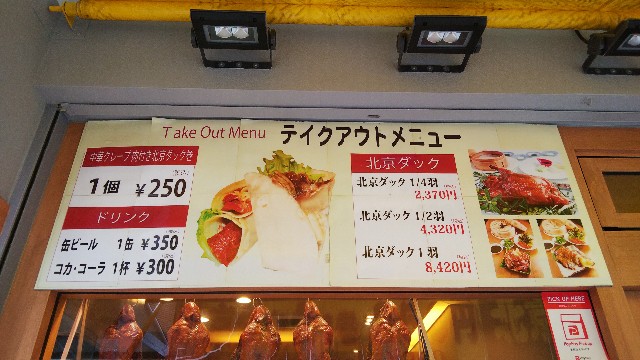 Take Out Menu テイクアウトメニュー
中華クレープ肉付き北京ダック巻
1個 ¥250
ドリンク
缶ビール 1缶 ¥350
コカ・コーラ 1杯 ¥300
北京ダック
北京ダック 1/4羽
2,370円
北京ダック 1/2羽
4,320円
北京ダック 1羽
8,420円
PICK UP HERE